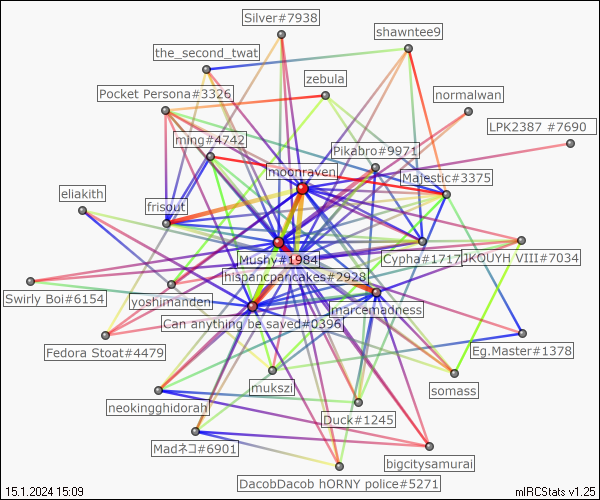 Silver#7938
shawntee9
the_second_twat
zebula
Pocket Persona#3326
normalwan
LPK2387 #7690
ming#4742
Pikabro#9971
moonraven
Majestic#3375
eliakith
frisout
Mushy#1984
Cypha#1717
JKOUYH VIII#7034
hispancpancakes#2928
Swirly Boi#6154
yoshimanden
marcemadness
Can anything be saved#0396
Fedora Stoat#4479
Eg.Master#1378
mukszi
somass
neokingghidorah
Duck#1245
Madネコ#6901
bigcitysamurai
DacobDacob hORNY police#5271
15.1.2024 15:09
mIRCStats v1.25